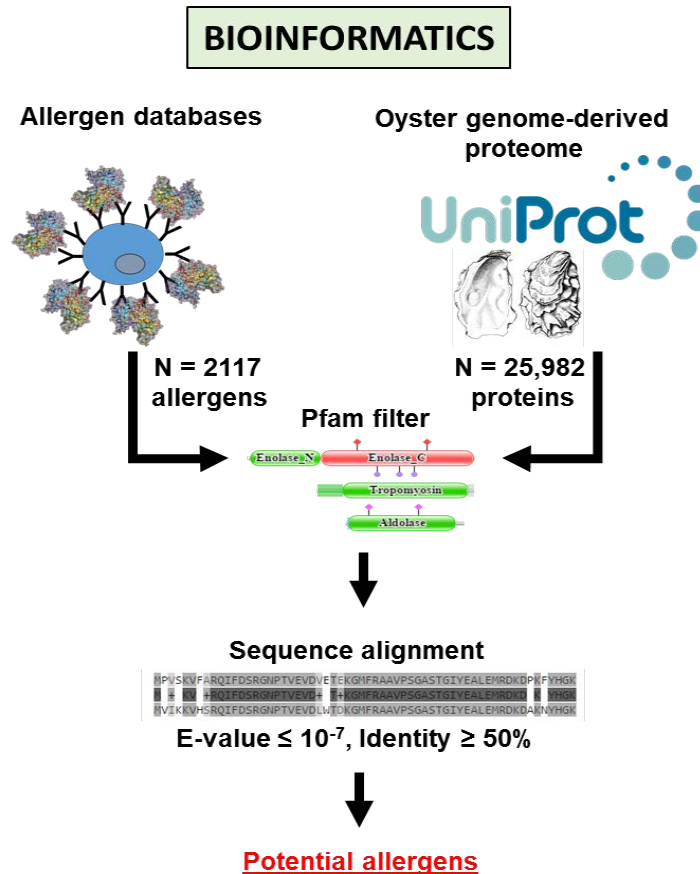 BIOINFORMATICS
Allergen databases
Oyster genome-derived
proteome
UniProt
N = 2117
allergens
N = 25,982
proteins
Pfam filter
Enolase_N
Enolase_C
Tropomyosin
Aldolase
Sequence alignment
MPVSKVFARQIFDSRGNPTVEVDVETEKGMFRAAVPSGASTGIYEALEMRDKDPKFYHGK
M + KV +RQIFDSRGNPTVEVD+ T+KGMFRAAVPSGASTGIYEALEMRDKD K YHGK
MVIKKVHSRQIFDSRGNPTVEVDLWTDKGMFRAAVPSGASTGIYEALEMRDKDAKNYHGK
E-value ≤ 10⁻⁷, Identity ≥ 50%
Potential allergens